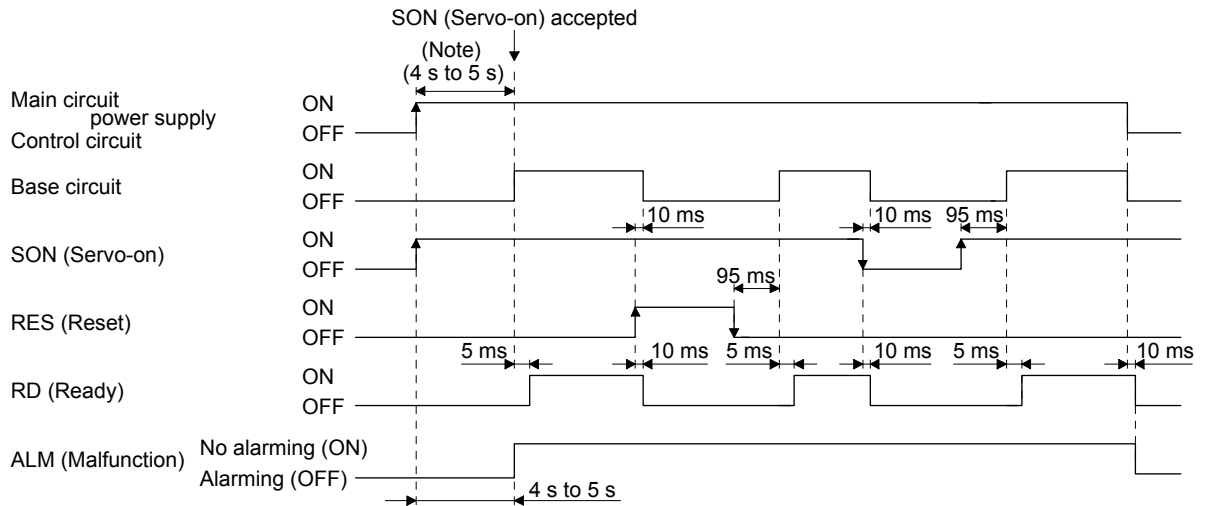 SON (Servo-on) accepted
(Note)
(4 s to 5 s)
Main circuit
power supply
Control circuit
ON
OFF
Base circuit
ON
OFF
10 ms
10 ms
95 ms
SON (Servo-on)
ON
OFF
95 ms
RES (Reset)
ON
OFF
5 ms
10 ms
5 ms
10 ms
5 ms
10 ms
RD (Ready)
ON
OFF
ALM (Malfunction)
No alarming (ON)
Alarming (OFF)
4 s to 5 s